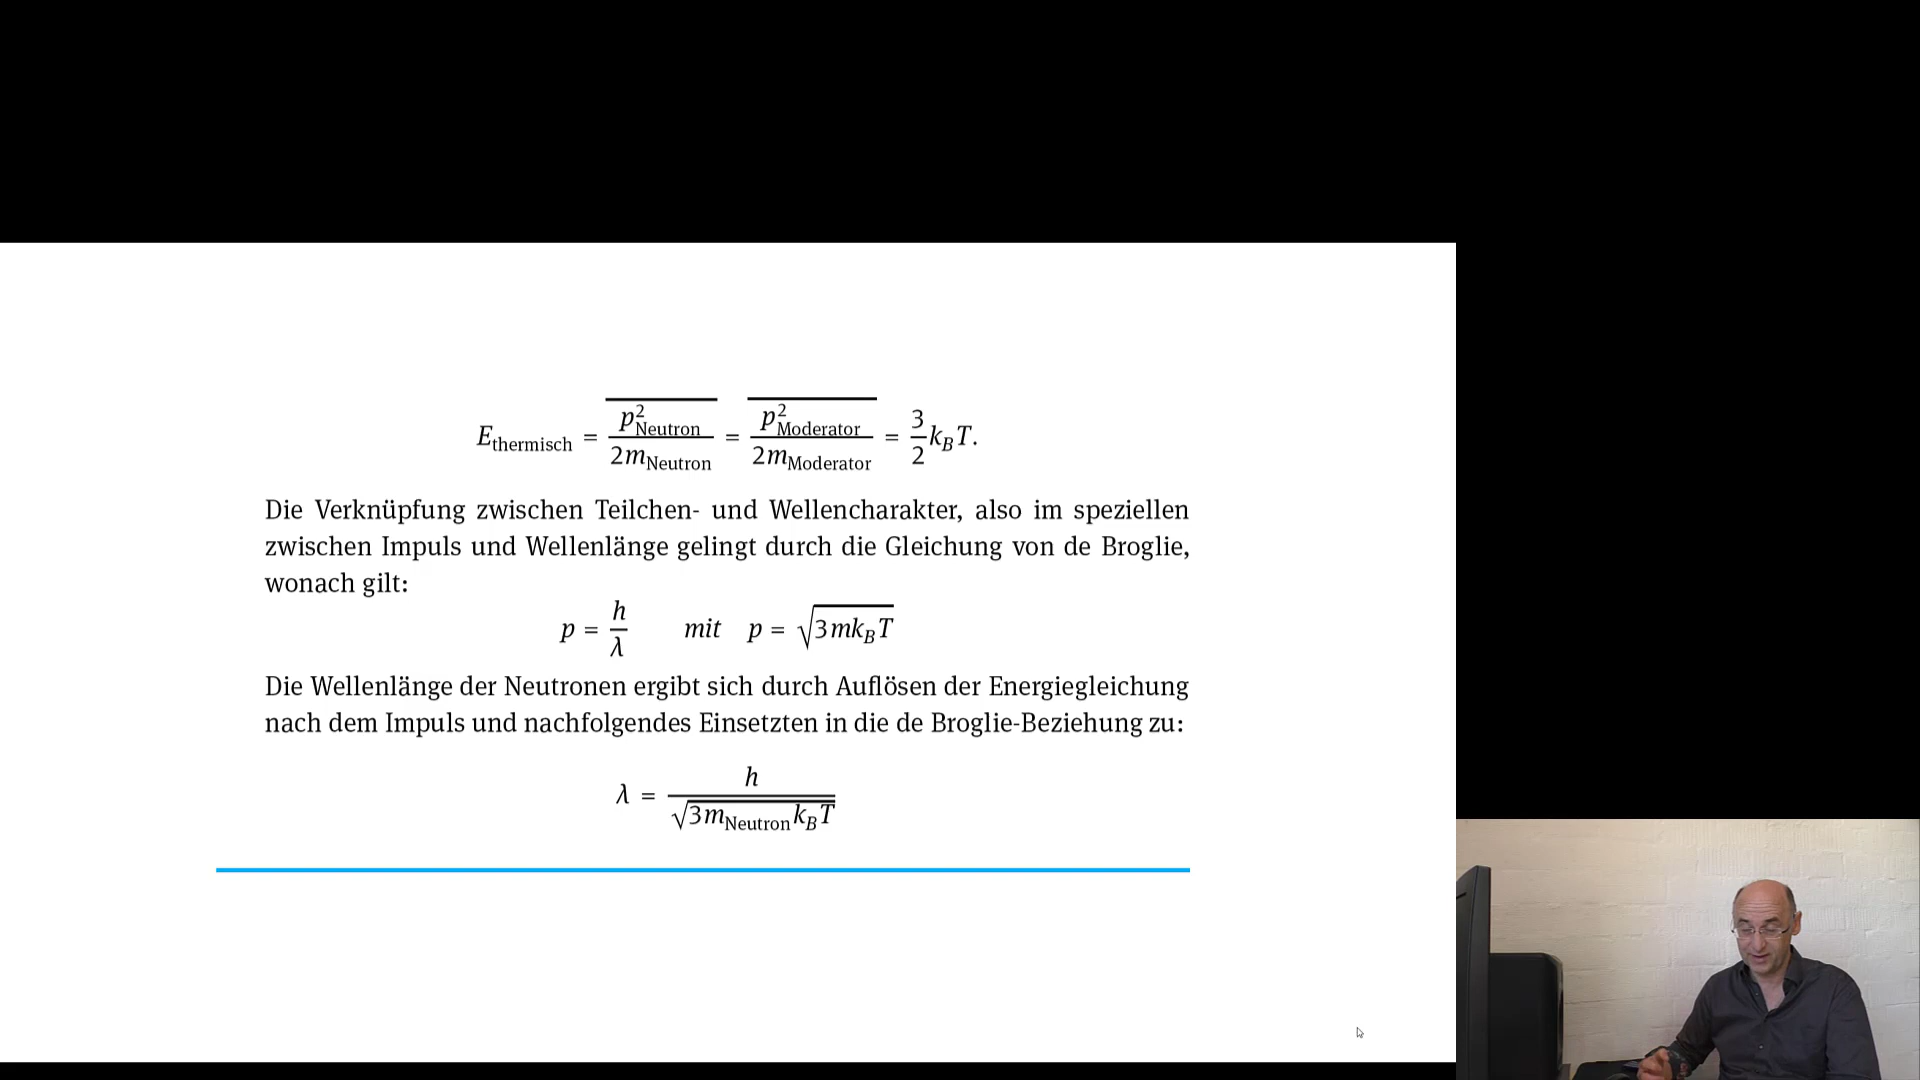 E_thermisch = \overline{p²_Neutron / 2m_Neutron} = \overline{p²_Moderator / 2m_Moderator} = 3/2 k_B T.
Die Verknüpfung zwischen Teilchen- und Wellencharakter, also im speziellen
zwischen Impuls und Wellenlänge gelingt durch die Gleichung von de Broglie,
wonach gilt:
p = h/λ mit p = √(3mk_B T)
Die Wellenlänge der Neutronen ergibt sich durch Auflösen der Energiegleichung
nach dem Impuls und nachfolgendes Einsetzten in die de Broglie-Beziehung zu:
λ = h / √(3m_Neutron k_B T)